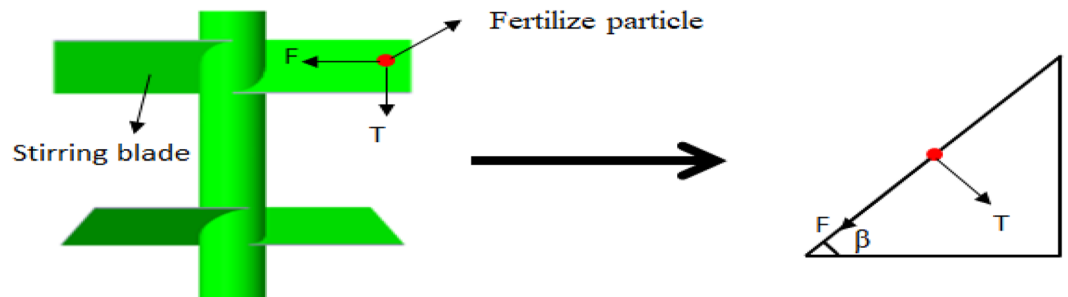 Fertilize particle
F
T
Stirring blade
F
β
T